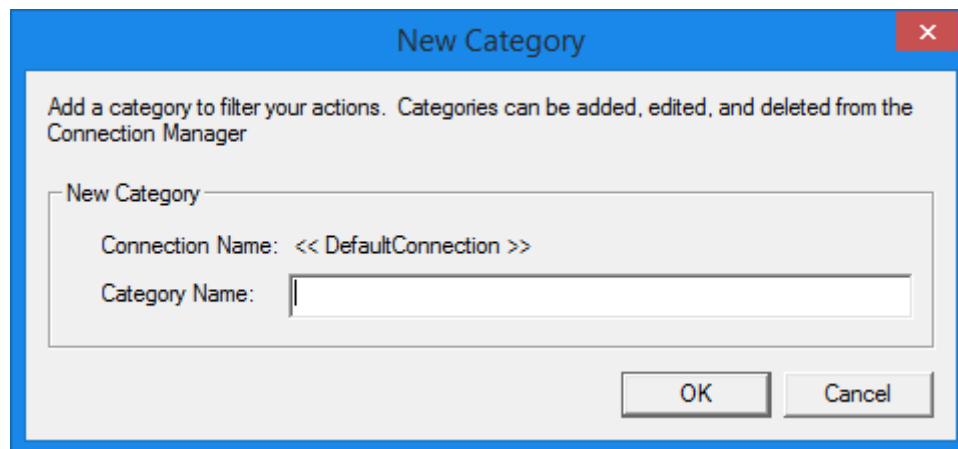 New Category
Add a category to filter your actions.  Categories can be added, edited, and deleted from the
Connection Manager
New Category
Connection Name: << DefaultConnection >>
Category Name:
OK Cancel